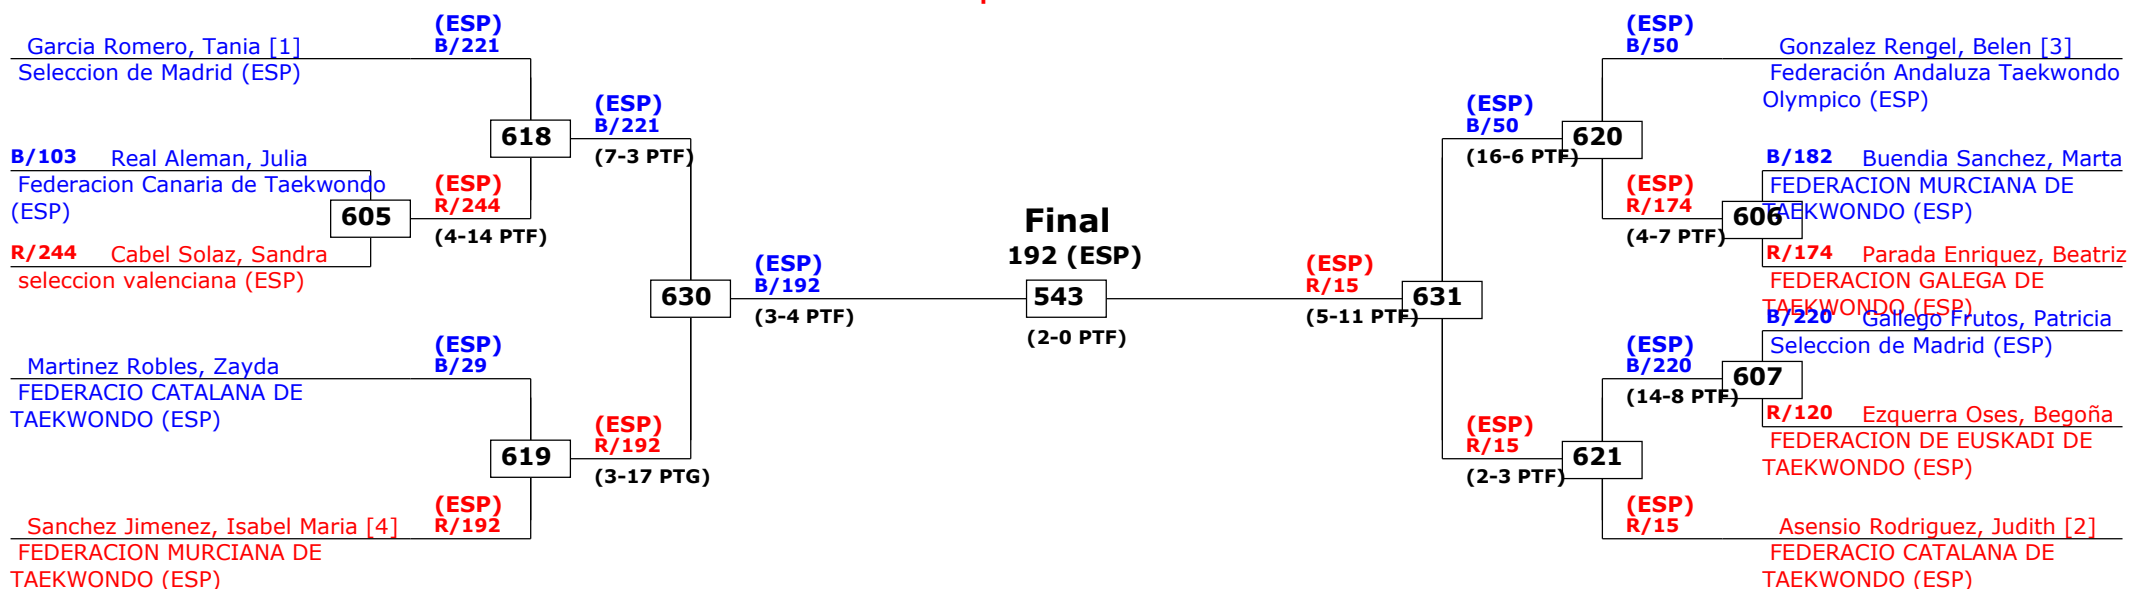 (ESP)
B/221
Garcia Romero, Tania [1]
Seleccion de Madrid (ESP)
(ESP)
B/221
618
(7-3 PTF)
B/103 Real Aleman, Julia
Federacion Canaria de Taekwondo
(ESP)
(ESP)
R/244
605
(4-14 PTF)
R/244 Cabel Solaz, Sandra
seleccion valenciana (ESP)
630
(ESP)
B/192
(3-4 PTF)
(ESP)
B/29
Martinez Robles, Zayda
FEDERACIO CATALANA DE
TAEKWONDO (ESP)
(ESP)
R/192
619
(3-17 PTG)
(ESP)
R/192
Sanchez Jimenez, Isabel Maria [4]
FEDERACION MURCIANA DE
TAEKWONDO (ESP)
Final
192 (ESP)
543
(2-0 PTF)
(ESP)
R/15
631
(5-11 PTF)
(ESP)
B/50
Gonzalez Rengel, Belen [3]
Federación Andaluza Taekwondo
Olympico (ESP)
(ESP)
B/50
620
(16-6 PTF)
B/182 Buendia Sanchez, Marta
FEDERACION MURCIANA DE
TAEKWONDO (ESP)
(ESP)
R/174
606
(4-7 PTF)
R/174 Parada Enriquez, Beatriz
FEDERACION GALEGA DE
TAEKWONDO (ESP)
B/220 Gallego Frutos, Patricia
Seleccion de Madrid (ESP)
(ESP)
B/220
607
(14-8 PTF)
R/120 Ezquerra Oses, Begoña
FEDERACION DE EUSKADI DE
TAEKWONDO (ESP)
(ESP)
R/15
621
(2-3 PTF)
(ESP)
R/15
Asensio Rodriguez, Judith [2]
FEDERACIO CATALANA DE
TAEKWONDO (ESP)